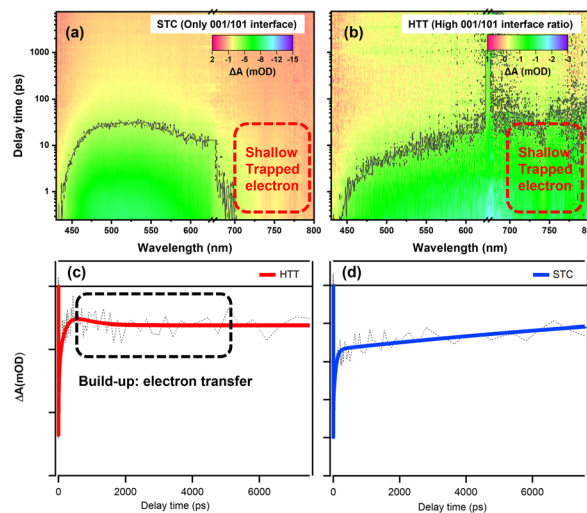 (a)
STC (Only 001/101 interface)
2 -1 -5 -8 -12 -15
ΔA (mOD)
Shallow
Trapped
electron
Delay time (ps)
1000
100
10
1
450 500 550 600 700 750 800
Wavelength (nm)
(b)
HTT (High 001/101 interface ratio)
1 0 -1 -2 -3
ΔA (mOD)
Shallow
Trapped
electron
450 500 550 600 700 750 80
Wavelength (nm)
(c)
HTT
Build-up: electron transfer
ΔA(mOD)
0 2000 4000 6000
Delay time (ps)
(d)
STC
0 2000 4000 6000
Delay time (ps)